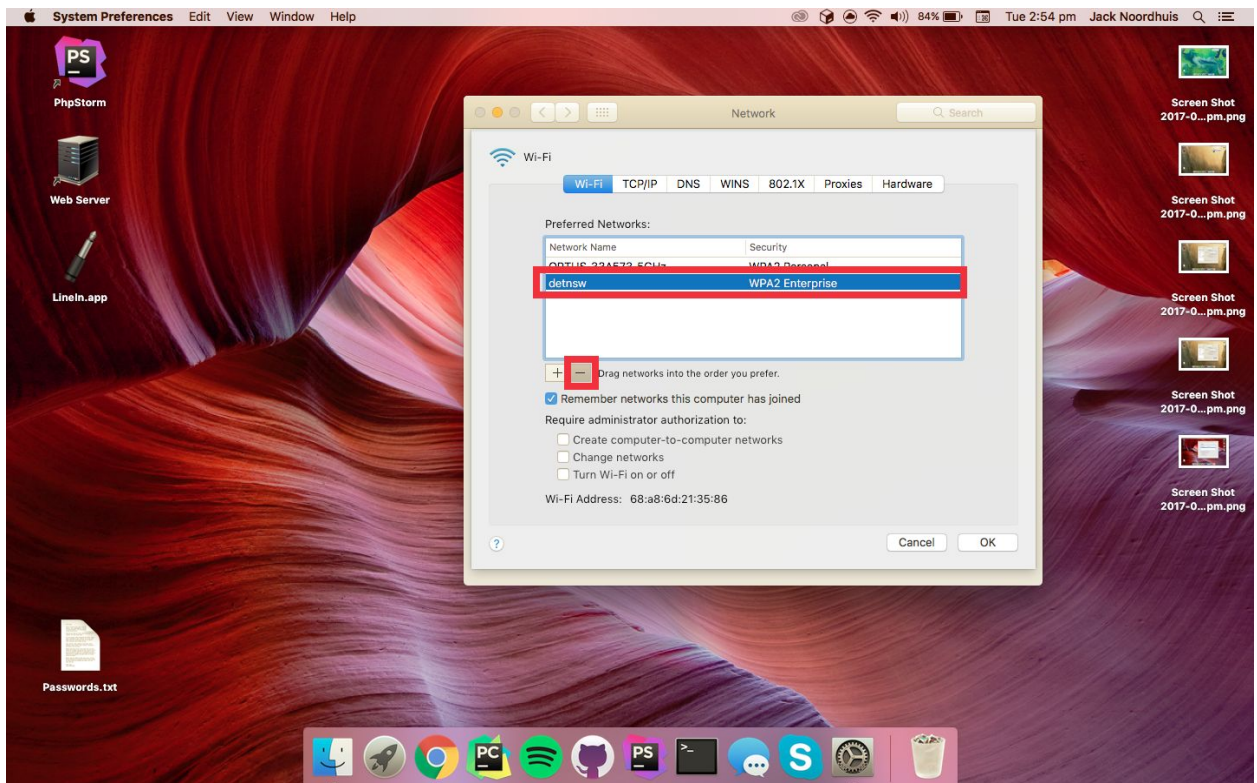 System Preferences Edit View Window Help 84% Tue 2:54 pm Jack Noordhuis
PS
PhpStorm
Web Server
LineIn.app
Passwords.txt
Network
Search
Wi-Fi
Wi-Fi TCP/IP DNS WINS 802.1X Proxies Hardware
Preferred Networks:
Network Name Security
OPTUS-33A573-5GHz WPA2 Personal
detnsw WPA2 Enterprise
+ − Drag networks into the order you prefer.
Remember networks this computer has joined
Require administrator authorization to:
Create computer-to-computer networks
Change networks
Turn Wi-Fi on or off
Wi-Fi Address: 68:a8:6d:21:35:86
? Cancel OK
Screen Shot
2017-0...pm.png
Screen Shot
2017-0...pm.png
Screen Shot
2017-0...pm.png
Screen Shot
2017-0...pm.png
Screen Shot
2017-0...pm.png
PC
PS
>_
S